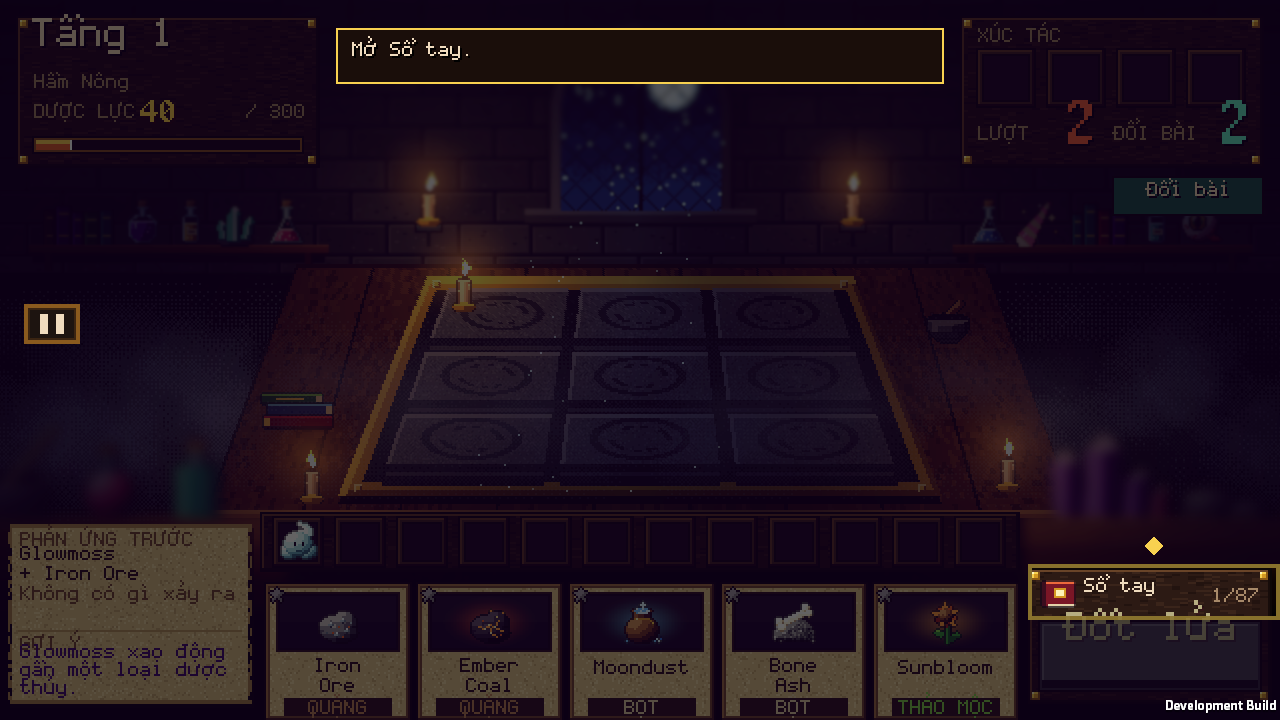 Tầng 1
Hầm Nông
DƯỢC LỰC 40 / 300
Mở Sổ tay.
XÚC TÁC
LƯỢT 2 ĐỔI BÀI 2
Đổi bài
PHẢN ỨNG TRƯỚC
Glowmoss
+ Iron Ore
Không có gì xảy ra
GỢI Ý
Glowmoss xao động
gần một loại dược
thủy.
Iron
Ore
QUẶNG
Ember
Coal
QUẶNG
Moondust
BỘT
Bone
Ash
BỘT
Sunbloom
THẢO MỘC
Sổ tay 1/87
Đốt lửa
Development Build